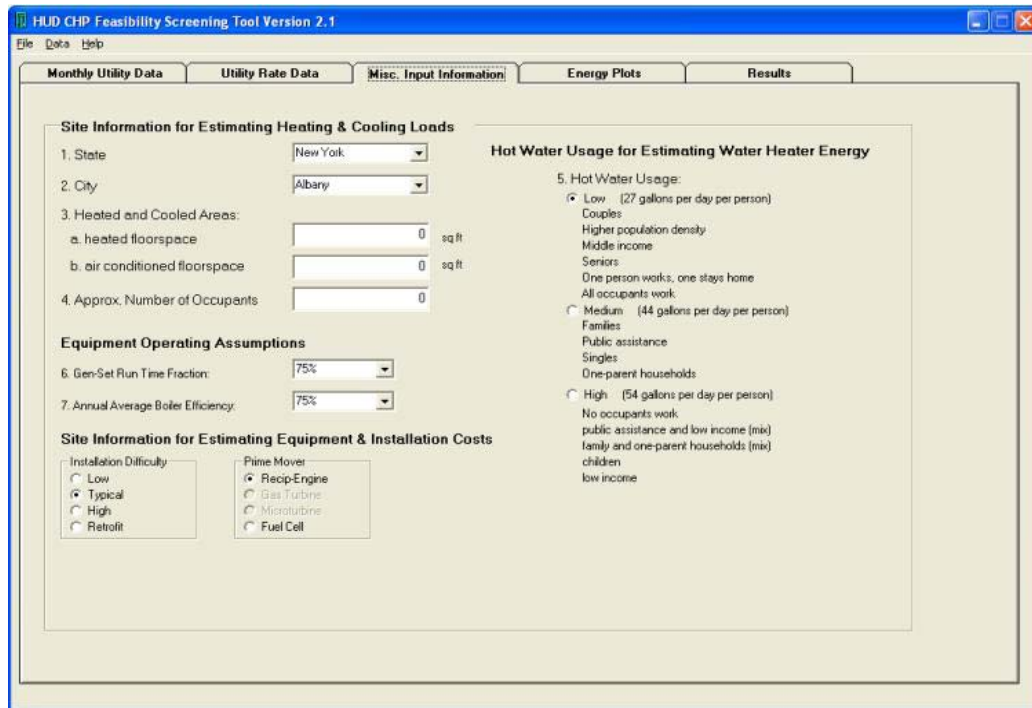 HUD CHP Feasibility Screening Tool Version 2.1
File Data Help
Monthly Utility Data Utility Rate Data Misc. Input Information Energy Plots Results
Site Information for Estimating Heating & Cooling Loads
1. State New York
2. City Albany
3. Heated and Cooled Areas:
a. heated floorspace 0 sq ft
b. air conditioned floorspace 0 sq ft
4. Approx. Number of Occupants 0
Equipment Operating Assumptions
6. Gen-Set Run Time Fraction: 75%
7. Annual Average Boiler Efficiency: 75%
Site Information for Estimating Equipment & Installation Costs
Installation Difficulty
Low
Typical
High
Retrofit
Prime Mover
Recip-Engine
Gas Turbine
Microturbine
Fuel Cell
Hot Water Usage for Estimating Water Heater Energy
5. Hot Water Usage:
Low (27 gallons per day per person)
Couples
Higher population density
Middle income
Seniors
One person works, one stays home
All occupants work
Medium (44 gallons per day per person)
Families
Public assistance
Singles
One-parent households
High (54 gallons per day per person)
No occupants work
public assistance and low income (mix)
family and one-parent households (mix)
children
low income